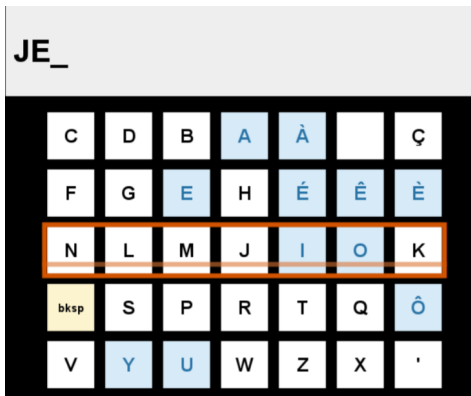 JE_
C D B A À Ç
F G E H É Ê È
N L M J I O K
bksp S P R T Q Ô
V Y U W Z X '